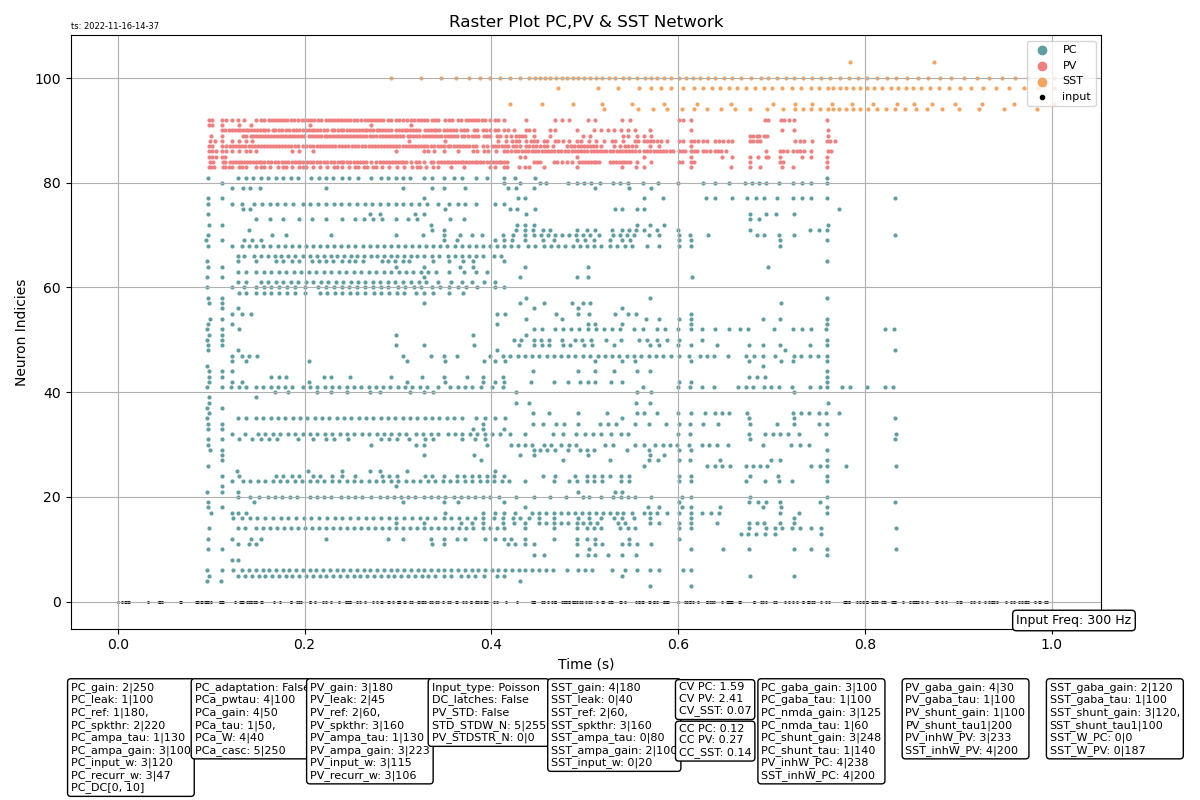 ts: 2022-11-16-14-37
Raster Plot PC,PV & SST Network
PC
PV
SST
input
Neuron Indicies
100
80
60
40
20
0
0.0 0.2 0.4 0.6 0.8 1.0
Time (s)
Input Freq: 300 Hz
PC_gain: 2|250
PC_leak: 1|100
PC_ref: 1|180,
PC_spkthr: 2|220
PC_ampa_tau: 1|130
PC_ampa_gain: 3|100
PC_input_w: 3|120
PC_recurr_w: 3|47
PC_DC[0, 10]
PC_adaptation: False
PC_pwtau: 4|100
PCa_gain: 4|50
PCa_tau: 1|50,
PCa_W: 4|40
PCa_casc: 5|250
PV_gain: 3|180
PV_leak: 2|45
PV_ref: 2|60,
PV_spkthr: 3|160
PV_ampa_tau: 1|130
PV_ampa_gain: 3|223
PV_input_w: 3|115
PV_recurr_w: 3|106
Input_type: Poisson
DC_latches: False
PV_STD: False
STD_STDW_N: 5|255
PV_STDSTR_N: 0|0
SST_gain: 4|180
SST_leak: 0|40
SST_ref: 2|60,
SST_spkthr: 3|160
SST_ampa_tau: 0|80
SST_ampa_gain: 2|100
SST_input_w: 0|20
CV PC: 1.59
CV PV: 2.41
CV_SST: 0.07
CC PC: 0.12
CC PV: 0.27
CC_SST: 0.14
PC_gaba_gain: 3|100
PC_gaba_tau: 1|100
PC_nmda_gain: 3|125
PC_nmda_tau: 1|60
PC_shunt_gain: 3|248
PC_shunt_tau: 1|140
PV_inhW_PC: 4|238
SST_inhW_PC: 4|200
PV_gaba_gain: 4|30
PV_gaba_tau: 1|100
PV_shunt_gain: 1|100
PV_shunt_tau1|200
PV_inhW_PV: 3|233
SST_inhW_PV: 4|200
SST_gaba_gain: 2|120
SST_gaba_tau: 1|100
SST_shunt_gain: 3|120,
SST_shunt_tau: 0|100
SST_W_PC: 0|0
SST_W_PV: 0|187